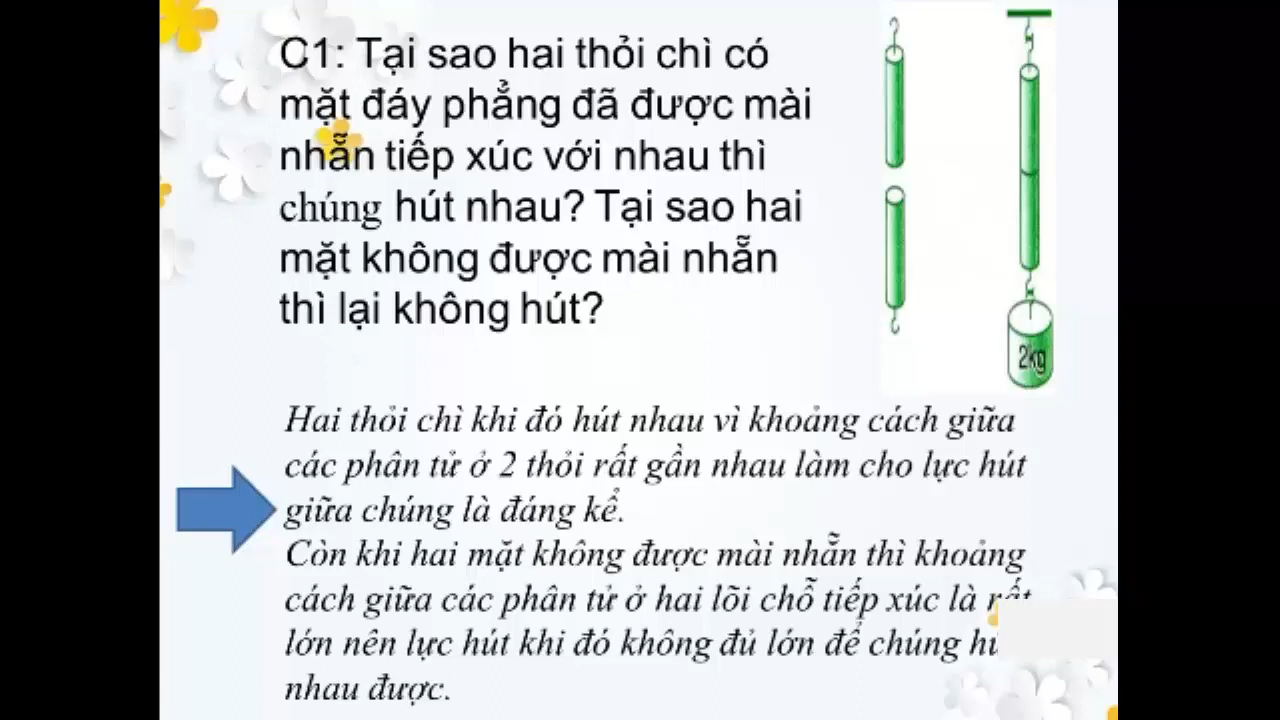 C1: Tại sao hai thỏi chì có
mặt đáy phẳng đã được mài
nhẵn tiếp xúc với nhau thì
chúng hút nhau? Tại sao hai
mặt không được mài nhẵn
thì lại không hút?
2kg
Hai thỏi chì khi đó hút nhau vì khoảng cách giữa
các phân tử ở 2 thỏi rất gần nhau làm cho lực hút
giữa chúng là đáng kể.
Còn khi hai mặt không được mài nhẵn thì khoảng
cách giữa các phân tử ở hai lõi chỗ tiếp xúc là rất
lớn nên lực hút khi đó không đủ lớn để chúng
nhau được.